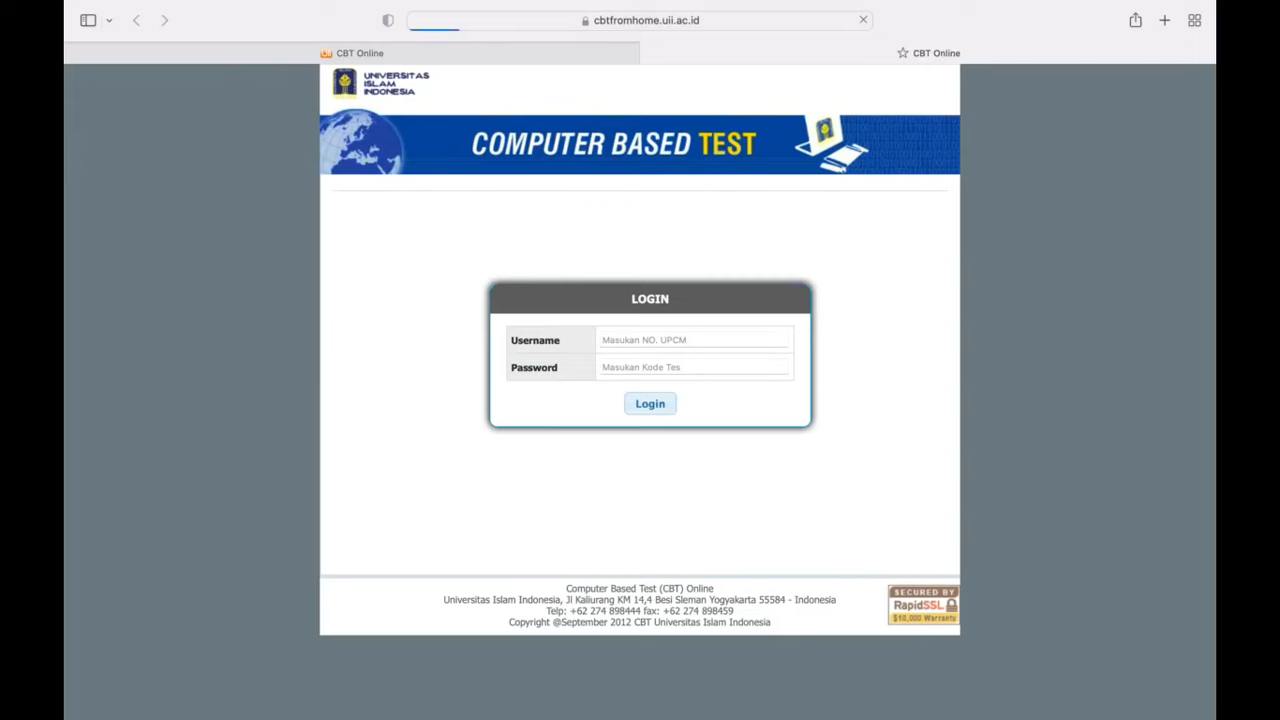 cbtfromhome.uii.ac.id
CBT Online
CBT Online
UNIVERSITAS
ISLAM
INDONESIA
COMPUTER BASED TEST
LOGIN
Username Masukan NO. UPCM
Password Masukan Kode Tes
Login
Computer Based Test (CBT) Online
Universitas Islam Indonesia, Jl Kaliurang KM 14,4 Besi Sleman Yogyakarta 55584 - Indonesia
Telp: +62 274 898444 fax: +62 274 898459
Copyright @September 2012 CBT Universitas Islam Indonesia
SECURED BY
RapidSSL
$10,000 Warranty